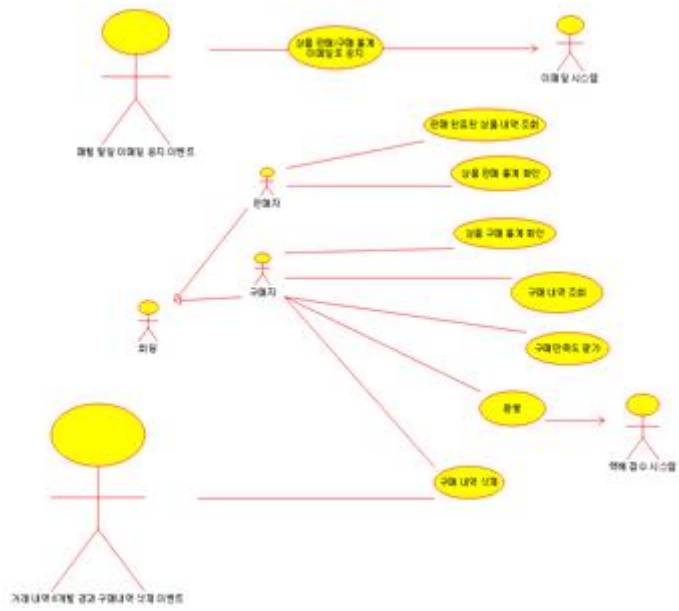 상품 판매/구매 통계
이메일로 공지
이메일 시스템
매월 말일 이메일 공지 이벤트
판매 완료된 상품 내역 조회
상품 판매 통계 확인
판매자
상품 구매 통계 확인
구매자
구매 내역 조회
회원
구매만족도 평가
환불
택배 접수 시스템
구매 내역 삭제
거래 내역 6개월 경과 구매내역 삭제 이벤트